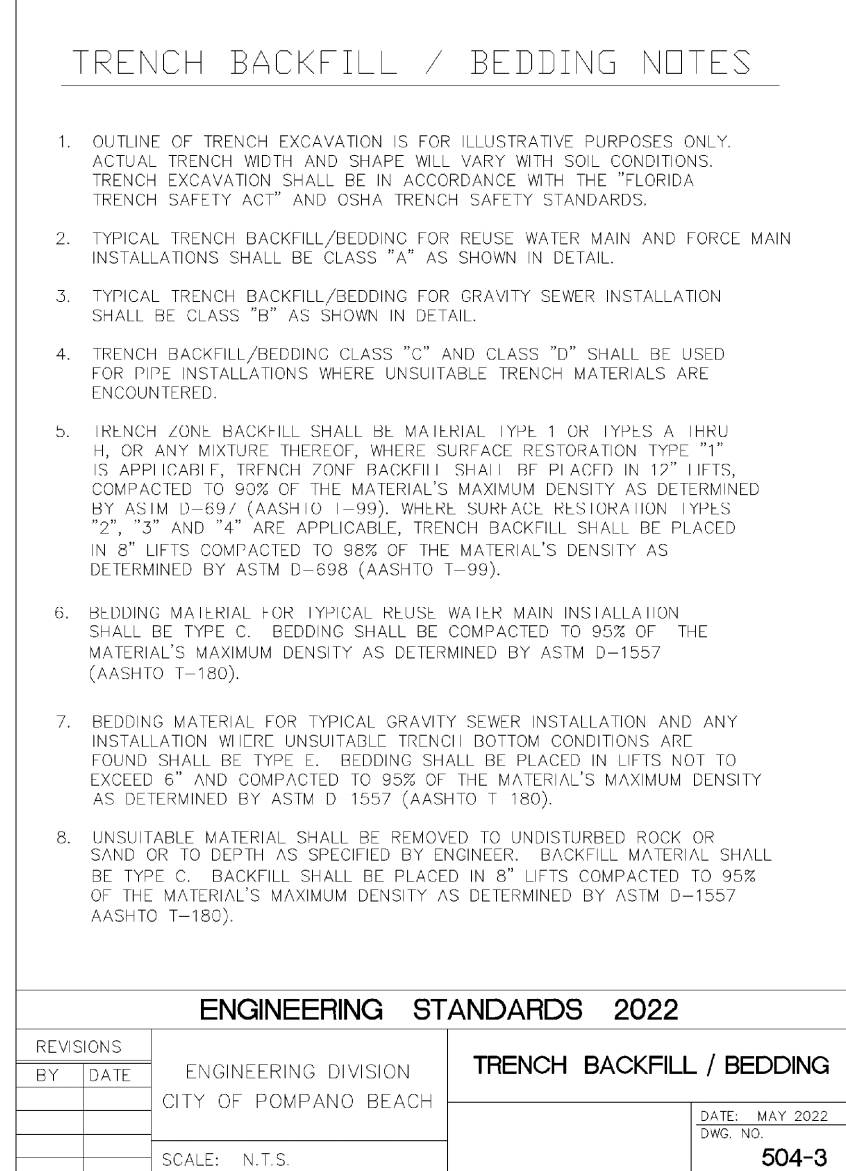 TRENCH BACKFILL / BEDDING NOTES
1. OUTLINE OF TRENCH EXCAVATION IS FOR ILLUSTRATIVE PURPOSES ONLY.
ACTUAL TRENCH WIDTH AND SHAPE WILL VARY WITH SOIL CONDITIONS.
TRENCH EXCAVATION SHALL BE IN ACCORDANCE WITH THE "FLORIDA
TRENCH SAFETY ACT" AND OSHA TRENCH SAFETY STANDARDS.
2. TYPICAL TRENCH BACKFILL/BEDDING FOR REUSE WATER MAIN AND FORCE MAIN
INSTALLATIONS SHALL BE CLASS "A" AS SHOWN IN DETAIL.
3. TYPICAL TRENCH BACKFILL/BEDDING FOR GRAVITY SEWER INSTALLATION
SHALL BE CLASS "B" AS SHOWN IN DETAIL.
4. TRENCH BACKFILL/BEDDING CLASS "C" AND CLASS "D" SHALL BE USED
FOR PIPE INSTALLATIONS WHERE UNSUITABLE TRENCH MATERIALS ARE
ENCOUNTERED.
5. TRENCH ZONE BACKFILL SHALL BE MATERIAL TYPE 1 OR TYPES A THRU
H, OR ANY MIXTURE THEREOF, WHERE SURFACE RESTORATION TYPE "1"
IS APPLICABLE, TRENCH ZONE BACKFILL SHALL BE PLACED IN 12" LIFTS,
COMPACTED TO 90% OF THE MATERIAL'S MAXIMUM DENSITY AS DETERMINED
BY ASTM D-697 (AASHTO T-99). WHERE SURFACE RESTORATION TYPES
"2", "3" AND "4" ARE APPLICABLE, TRENCH BACKFILL SHALL BE PLACED
IN 8" LIFTS COMPACTED TO 98% OF THE MATERIAL'S DENSITY AS
DETERMINED BY ASTM D-698 (AASHTO T-99).
6. BEDDING MATERIAL FOR TYPICAL REUSE WATER MAIN INSTALLATION
SHALL BE TYPE C. BEDDING SHALL BE COMPACTED TO 95% OF THE
MATERIAL'S MAXIMUM DENSITY AS DETERMINED BY ASTM D-1557
(AASHTO T-180).
7. BEDDING MATERIAL FOR TYPICAL GRAVITY SEWER INSTALLATION AND ANY
INSTALLATION WHERE UNSUITABLE TRENCH BOTTOM CONDITIONS ARE
FOUND SHALL BE TYPE E. BEDDING SHALL BE PLACED IN LIFTS NOT TO
EXCEED 6" AND COMPACTED TO 95% OF THE MATERIAL'S MAXIMUM DENSITY
AS DETERMINED BY ASTM D-1557 (AASHTO T-180).
8. UNSUITABLE MATERIAL SHALL BE REMOVED TO UNDISTURBED ROCK OR
SAND OR TO DEPTH AS SPECIFIED BY ENGINEER. BACKFILL MATERIAL SHALL
BE TYPE C. BACKFILL SHALL BE PLACED IN 8" LIFTS COMPACTED TO 95%
OF THE MATERIAL'S MAXIMUM DENSITY AS DETERMINED BY ASTM D-1557
AASHTO T-180).
ENGINEERING STANDARDS 2022
REVISIONS
BY DATE
ENGINEERING DIVISION
CITY OF POMPANO BEACH
SCALE: N.T.S.
TRENCH BACKFILL / BEDDING
DATE: MAY 2022
DWG. NO.
504-3